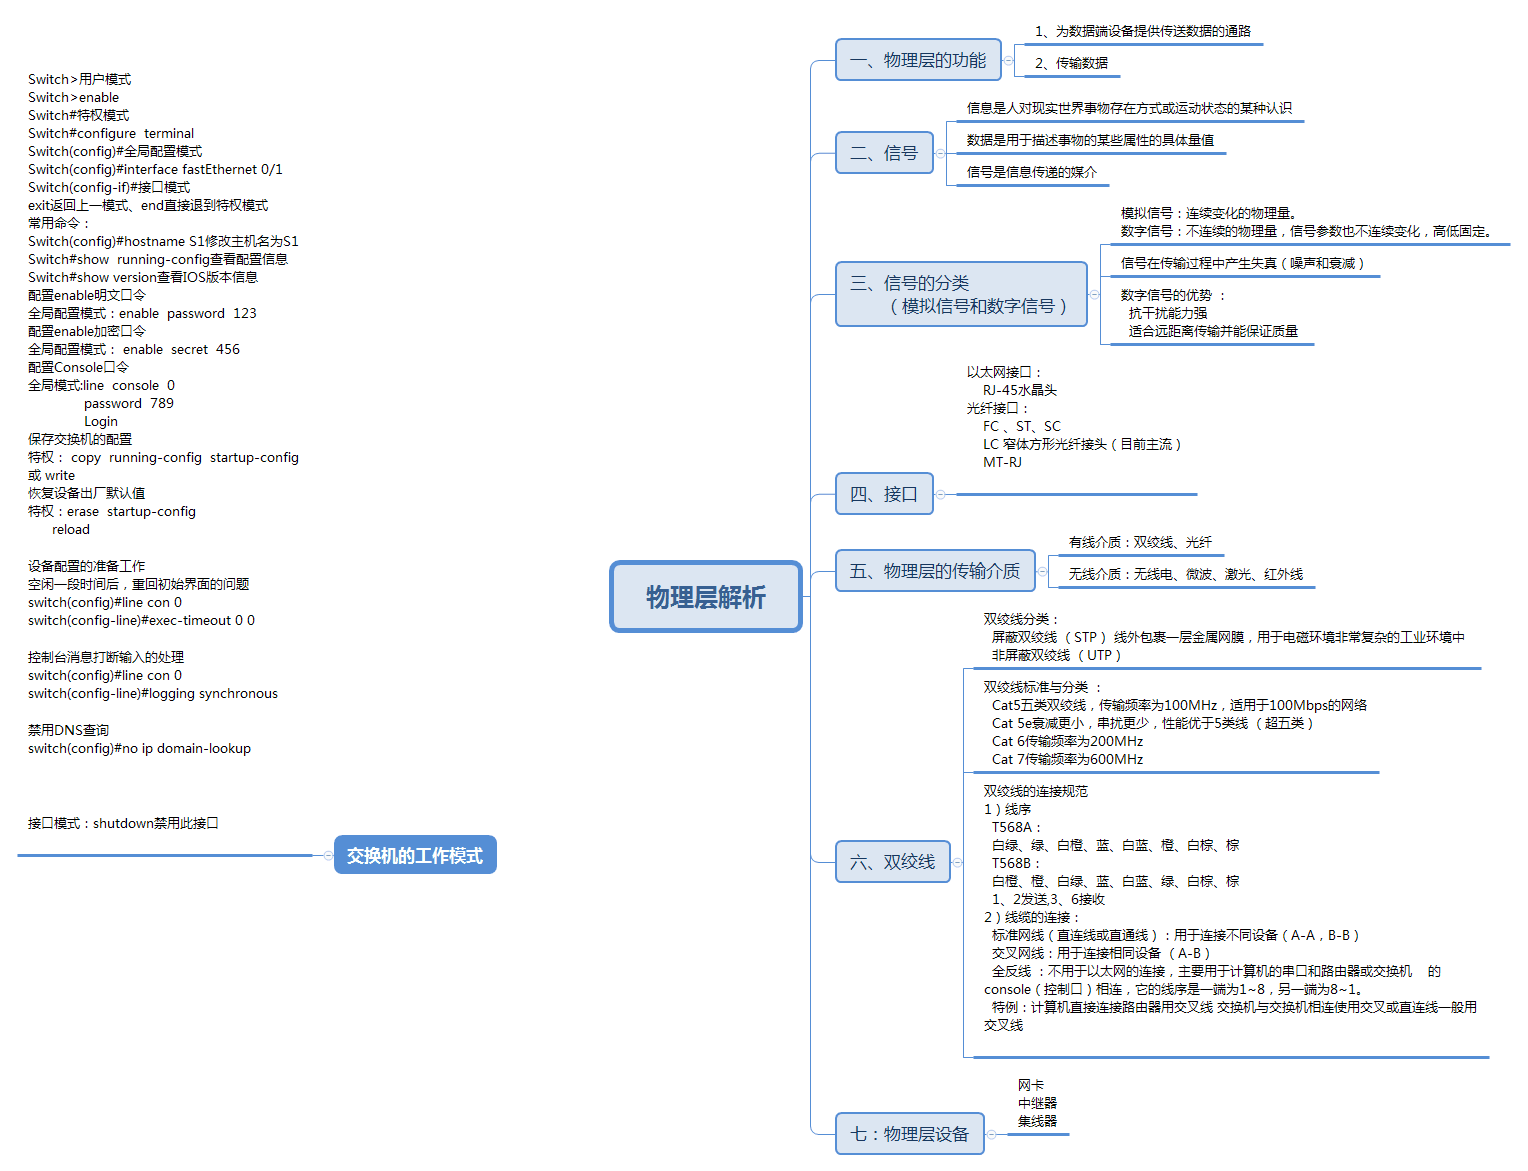 Switch>用户模式
Switch>enable
Switch#特权模式
Switch#configure  terminal
Switch(config)#全局配置模式
Switch(config)#interface fastEthernet 0/1
Switch(config-if)#接口模式
exit返回上一模式、end直接退到特权模式
常用命令：
Switch(config)#hostname S1修改主机名为S1
Switch#show  running-config查看配置信息
Switch#show version查看IOS版本信息
配置enable明文口令
全局配置模式：enable  password  123
配置enable加密口令
全局配置模式： enable  secret  456
配置Console口令
全局模式:line  console  0
password  789
Login
保存交换机的配置
特权： copy  running-config  startup-config
或 write
恢复设备出厂默认值
特权：erase  startup-config
reload
设备配置的准备工作
空闲一段时间后，重回初始界面的问题
switch(config)#line con 0
switch(config-line)#exec-timeout 0 0
控制台消息打断输入的处理
switch(config)#line con 0
switch(config-line)#logging synchronous
禁用DNS查询
switch(config)#no ip domain-lookup
接口模式：shutdown禁用此接口
交换机的工作模式
物理层解析
一、物理层的功能
1、为数据端设备提供传送数据的通路
2、传输数据
二、信号
信息是人对现实世界事物存在方式或运动状态的某种认识
数据是用于描述事物的某些属性的具体量值
信号是信息传递的媒介
三、信号的分类
（模拟信号和数字信号）
模拟信号：连续变化的物理量。
数字信号：不连续的物理量，信号参数也不连续变化，高低固定。
信号在传输过程中产生失真（噪声和衰减）
数字信号的优势 ：
抗干扰能力强
适合远距离传输并能保证质量
四、接口
以太网接口：
RJ-45水晶头
光纤接口：
FC 、ST、SC
LC 窄体方形光纤接头（目前主流）
MT-RJ
五、物理层的传输介质
有线介质：双绞线、光纤
无线介质：无线电、微波、激光、红外线
六、双绞线
双绞线分类：
屏蔽双绞线 （STP） 线外包裹一层金属网膜，用于电磁环境非常复杂的工业环境中
非屏蔽双绞线 （UTP）
双绞线标准与分类 ：
Cat5五类双绞线，传输频率为100MHz，适用于100Mbps的网络
Cat 5e衰减更小，串扰更少，性能优于5类线 （超五类）
Cat 6传输频率为200MHz
Cat 7传输频率为600MHz
双绞线的连接规范
1）线序
T568A：
白绿、绿、白橙、蓝、白蓝、橙、白棕、棕
T568B：
白橙、橙、白绿、蓝、白蓝、绿、白棕、棕
1、2发送,3、6接收
2）线缆的连接：
标准网线（直连线或直通线）：用于连接不同设备（A-A，B-B）
交叉网线：用于连接相同设备 （A-B）
全反线 ：不用于以太网的连接，主要用于计算机的串口和路由器或交换机    的
console（控制口）相连，它的线序是一端为1~8，另一端为8~1。
特例：计算机直接连接路由器用交叉线 交换机与交换机相连使用交叉或直连线一般用
交叉线
七：物理层设备
网卡
中继器
集线器